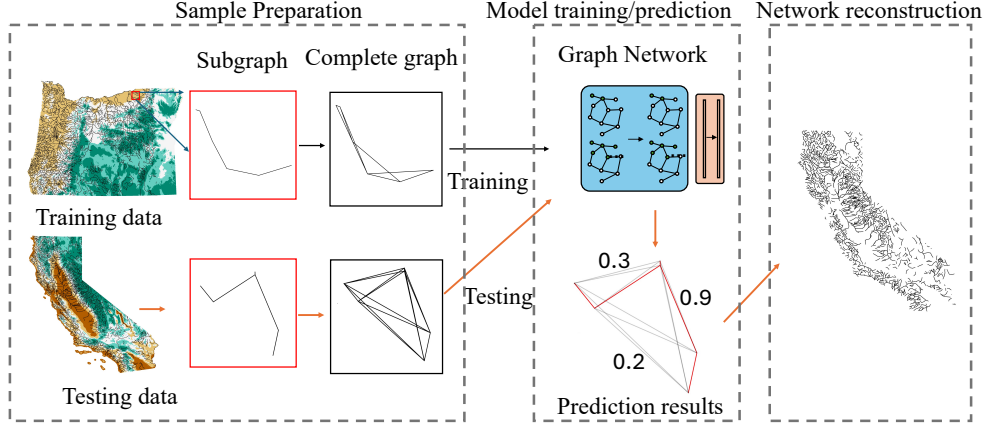 Sample Preparation
Model training/prediction
Network reconstruction
Subgraph
Complete graph
Graph Network
Training
Training data
Testing
Testing data
0.3
0.9
0.2
Prediction results